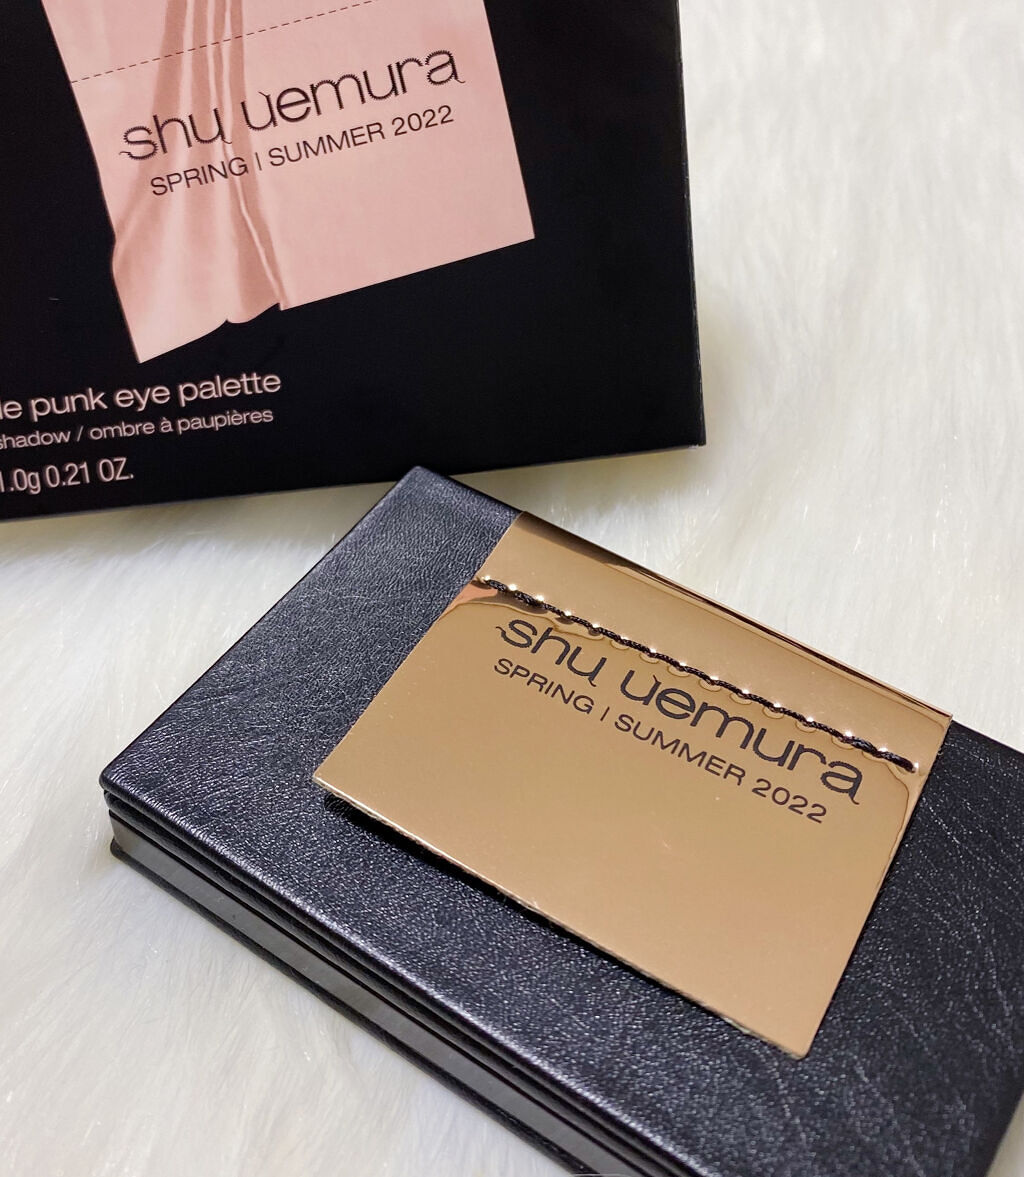 shu uemura
SPRING | SUMMER 2022
punk eye palette
shadow / ombre à paupières
1.0g 0.21 OZ.
shu uemura
SPRING | SUMMER 2022